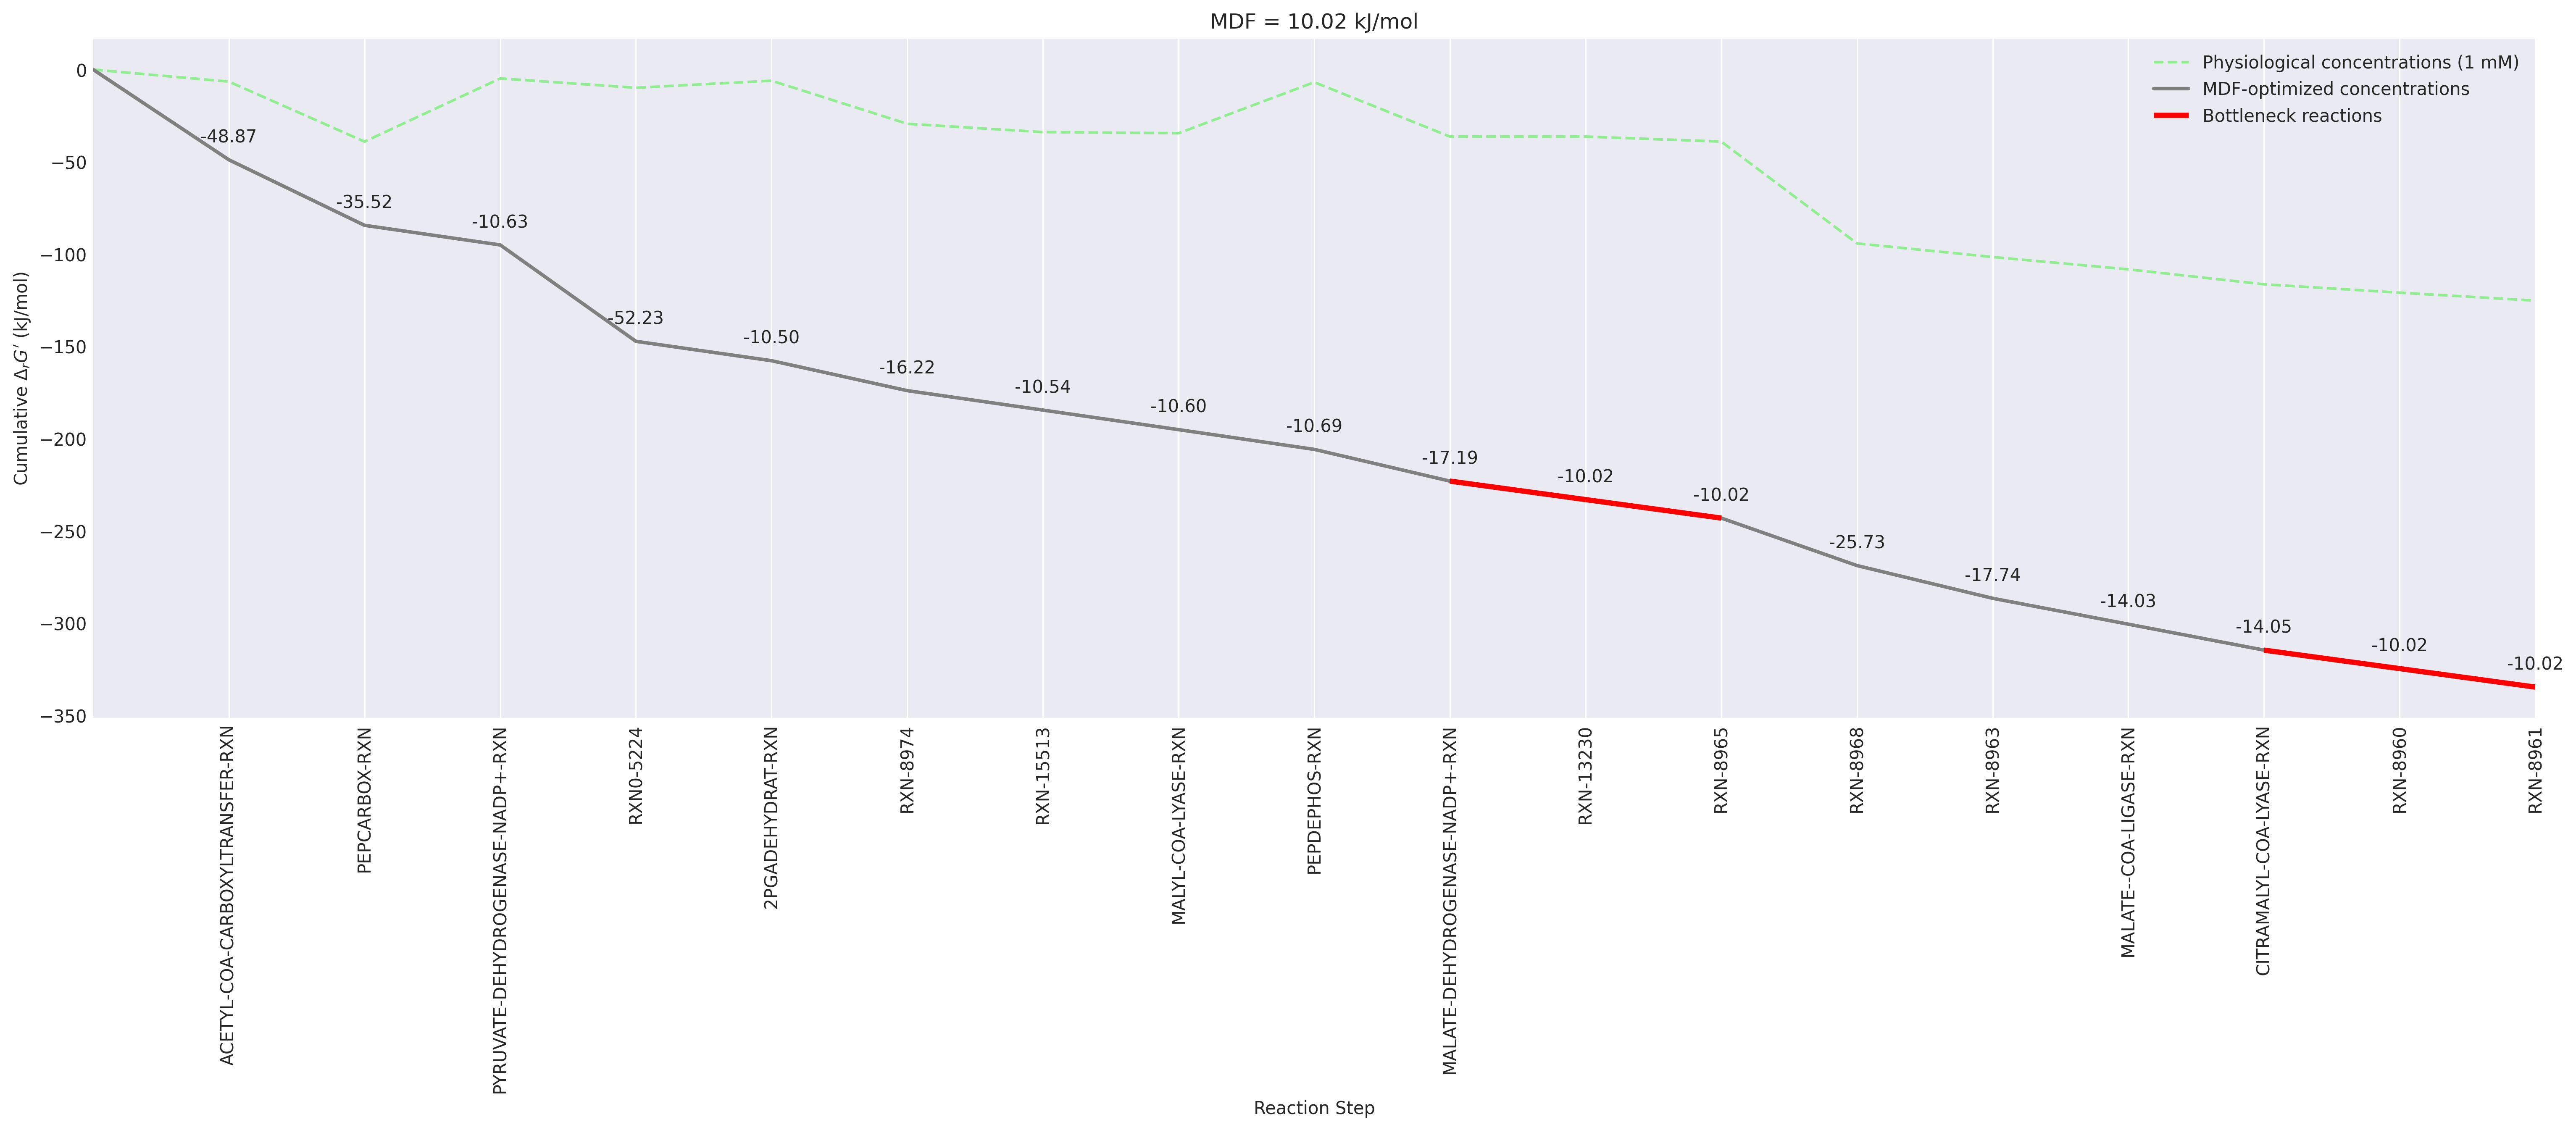 MDF = 10.02 kJ/mol
Physiological concentrations (1 mM)
MDF-optimized concentrations
Bottleneck reactions
Cumulative ΔrG′ (kJ/mol)
0
−50
−100
−150
−200
−250
−300
−350
-48.87
-35.52
-10.63
-52.23
-10.50
-16.22
-10.54
-10.60
-10.69
-17.19
-10.02
-10.02
-25.73
-17.74
-14.03
-14.05
-10.02
-10.02
ACETYL-COA-CARBOXYLTRANSFER-RXN
PEPCARBOX-RXN
PYRUVATE-DEHYDROGENASE-NADP+-RXN
RXN0-5224
2PGADEHYDRAT-RXN
RXN-8974
RXN-15513
MALYL-COA-LYASE-RXN
PEPDEPHOS-RXN
MALATE-DEHYDROGENASE-NADP+-RXN
RXN-13230
RXN-8965
RXN-8968
RXN-8963
MALATE--COA-LIGASE-RXN
CITRAMALYL-COA-LYASE-RXN
RXN-8960
RXN-8961
Reaction Step